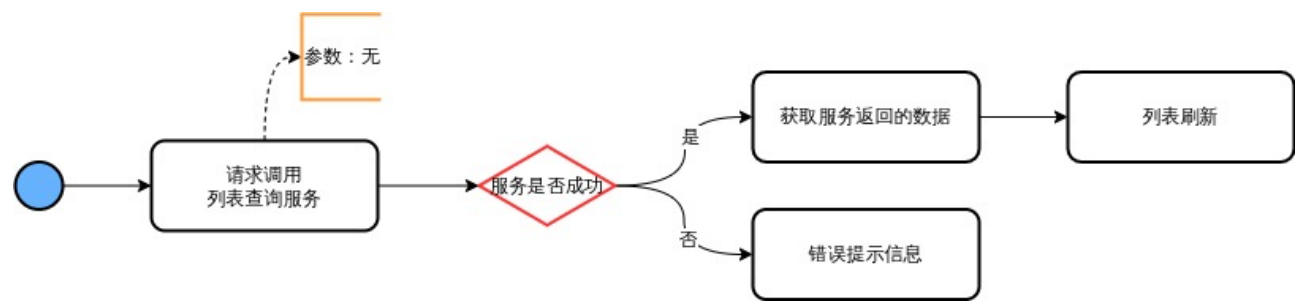 参数：无
请求调用
列表查询服务
服务是否成功
是
获取服务返回的数据
列表刷新
否
错误提示信息